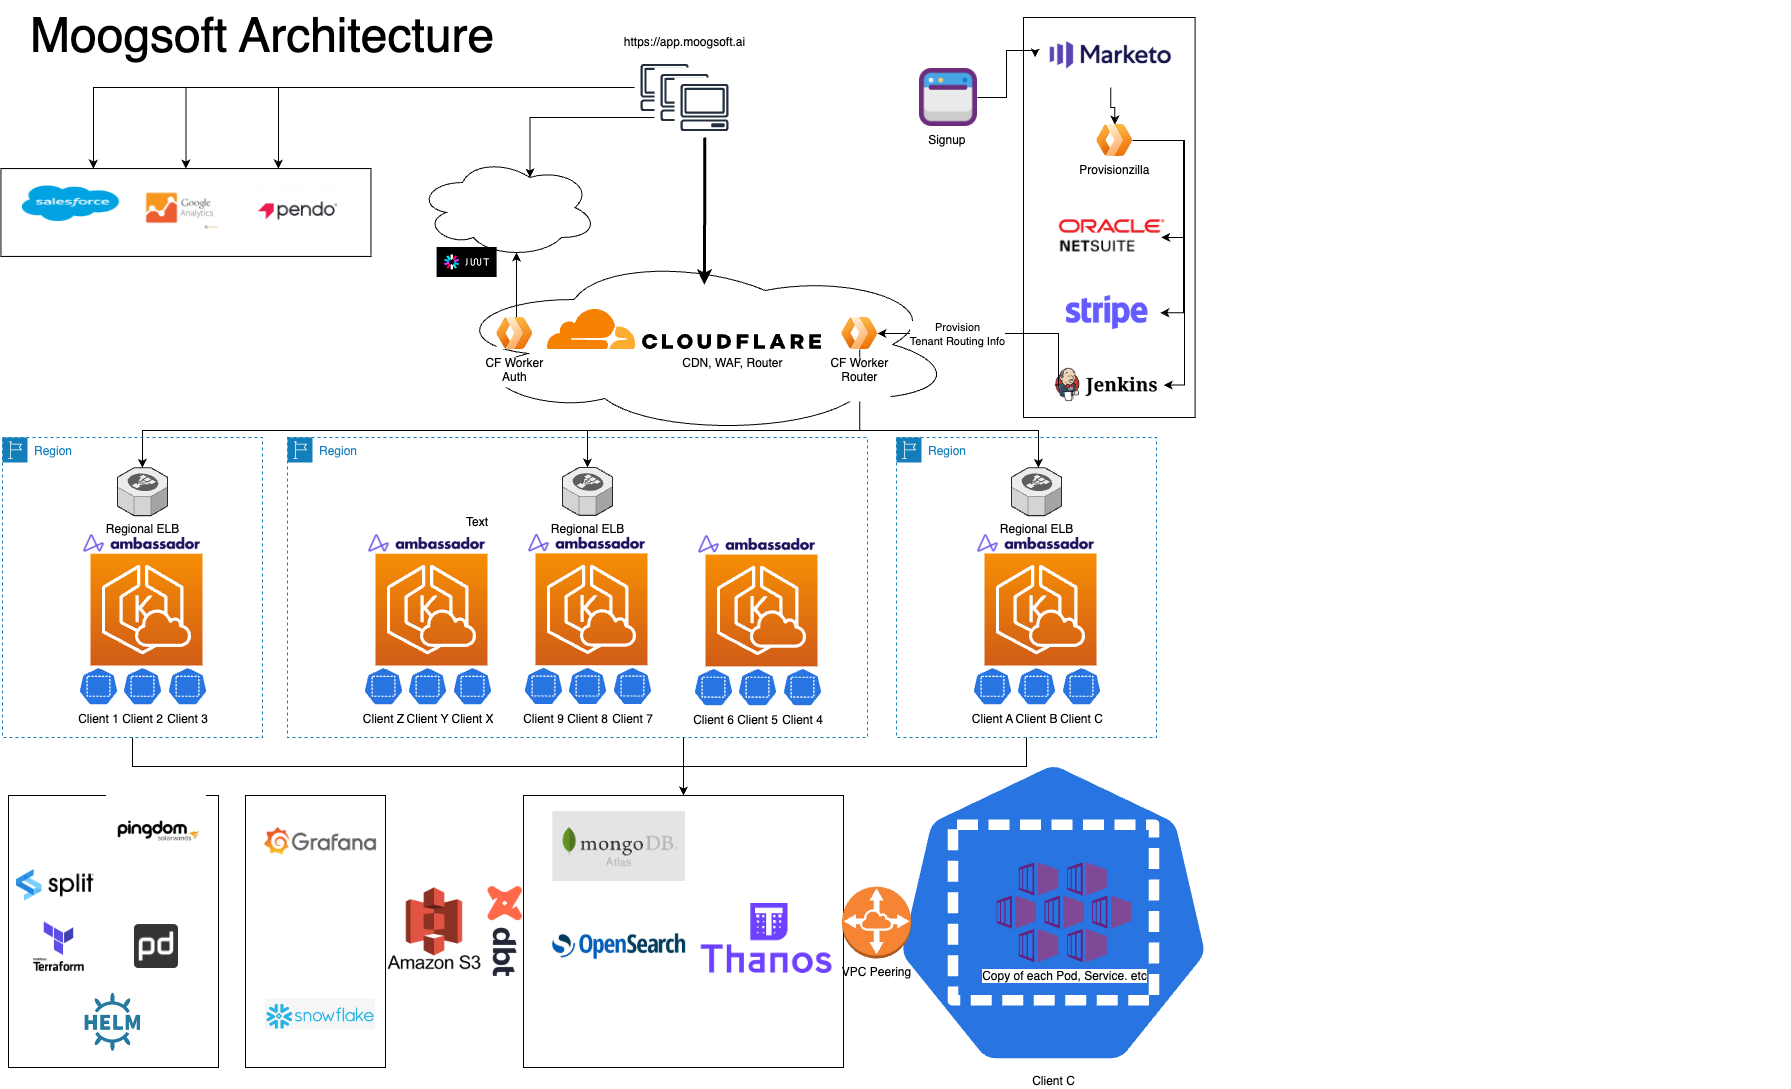 Moogsoft Architecture
https://app.moogsoft.ai
Marketo
Signup
Provisionzilla
salesforce
Google
Analytics
pendo
ORACLE
NETSUITE
JWT
stripe
CLOUDFLARE
CDN, WAF, Router
CF Worker
Auth
CF Worker
Router
Provision
Tenant Routing Info
Jenkins
Region
Region
Region
Regional ELB
Text
Regional ELB
Regional ELB
ambassador
ambassador
ambassador
ambassador
ambassador
K
K
K
K
K
Client 1 Client 2 Client 3
Client Z Client Y Client X
Client 9 Client 8 Client 7
Client 6 Client 5 Client 4
Client A Client B Client C
pingdom
solarwinds
split
Terraform
pd
HELM
Grafana
snowflake
Amazon S3
dbt
mongoDB.
Atlas
OpenSearch
Thanos
VPC Peering
Copy of each Pod, Service. etc
Client C